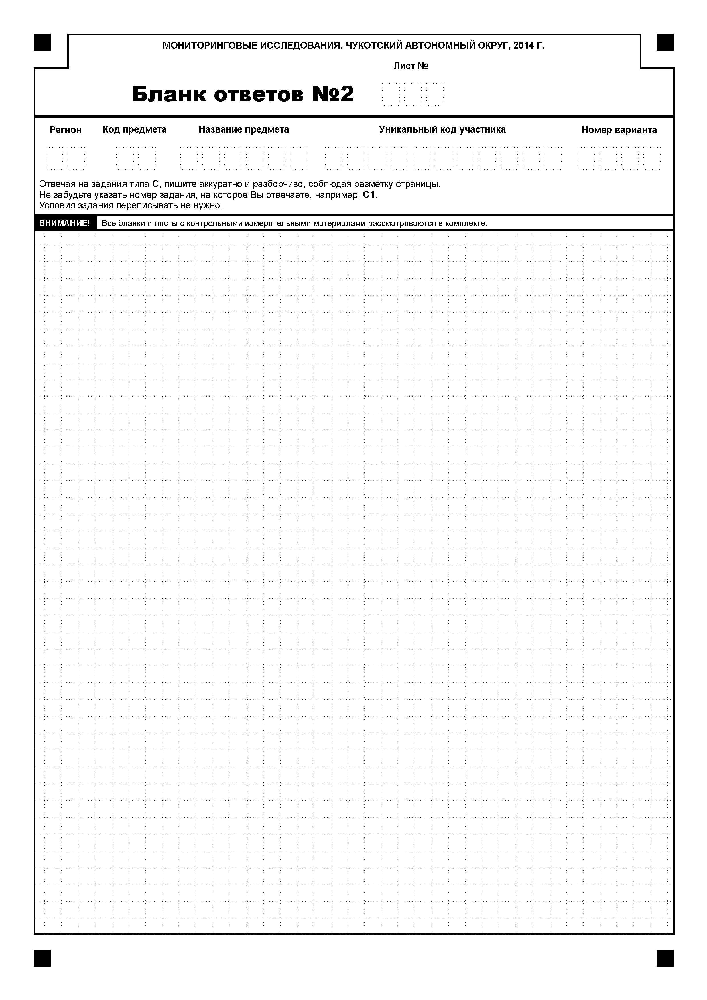 МОНИТОРИНГОВЫЕ ИССЛЕДОВАНИЯ. ЧУКОТСКИЙ АВТОНОМНЫЙ ОКРУГ, 2014 Г.
Лист №
Бланк ответов №2
Регион Код предмета Название предмета Уникальный код участника Номер варианта
Отвечая на задания типа С, пишите аккуратно и разборчиво, соблюдая разметку страницы.
Не забудьте указать номер задания, на которое Вы отвечаете, например, С1.
Условия задания переписывать не нужно.
ВНИМАНИЕ! Все бланки и листы с контрольными измерительными материалами рассматриваются в комплекте.